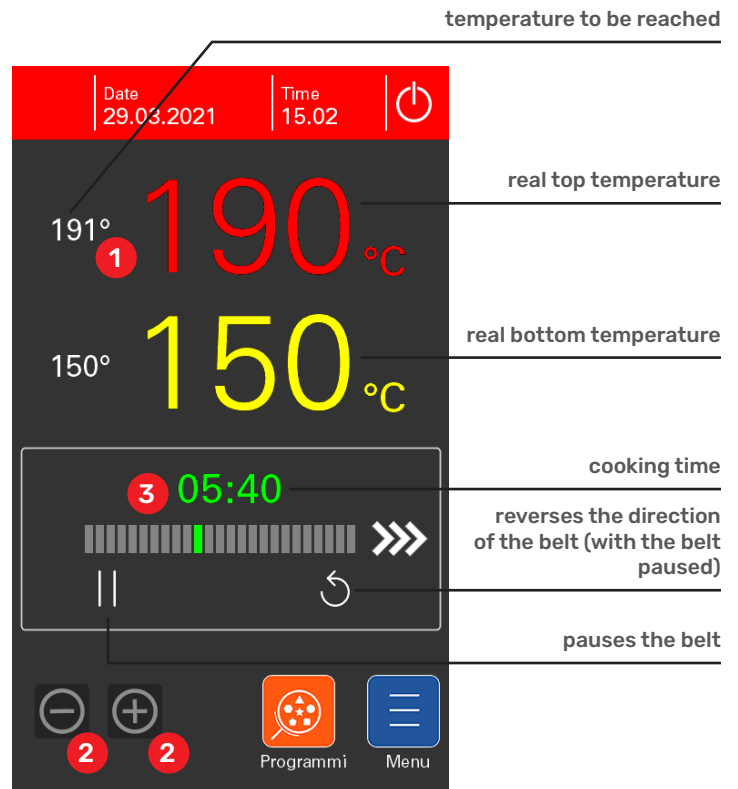 temperature to be reached
Date
29.03.2021
Time
15.02
real top temperature
191°
190 °C
1
real bottom temperature
150°
150 °C
cooking time
3
05:40
reverses the direction
of the belt (with the belt
paused)
pauses the belt
2
2
Programmi
Menu